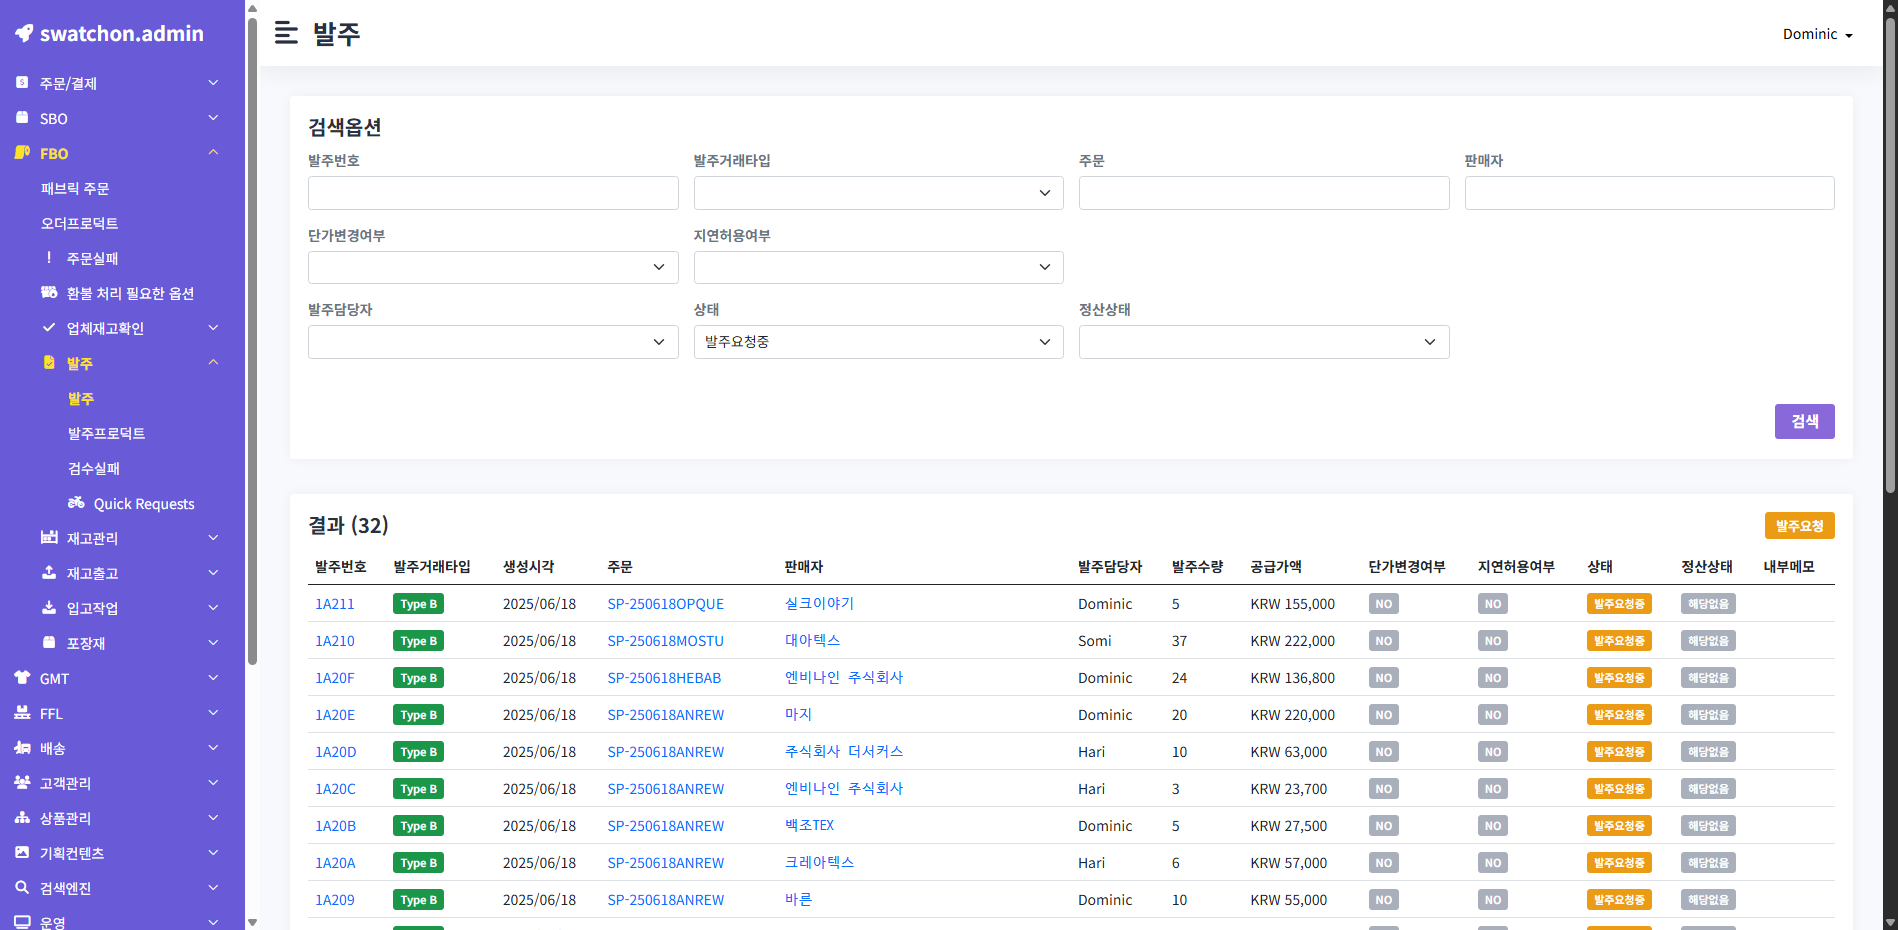 swatchon.admin
주문/결제
SBO
FBO
패브릭 주문
오더프로덕트
주문실패
환불 처리 필요한 옵션
업체재고확인
발주
발주
발주프로덕트
검수실패
Quick Requests
재고관리
재고출고
입고작업
포장재
GMT
FFL
배송
고객관리
상품관리
기획컨텐츠
검색엔진
운영
발주
Dominic
검색옵션
발주번호 발주거래타입 주문 판매자
단가변경여부 지연허용여부
발주담당자 상태 정산상태
발주요청중
검색
결과 (32)
발주요청
발주번호 발주거래타입 생성시각 주문 판매자 발주담당자 발주수량 공급가액 단가변경여부 지연허용여부 상태 정산상태 내부메모
1A211 Type B 2025/06/18 SP-250618OPQUE 실크이야기 Dominic 5 KRW 155,000 NO NO 발주요청중 해당없음
1A210 Type B 2025/06/18 SP-250618MOSTU 대아텍스 Somi 37 KRW 222,000 NO NO 발주요청중 해당없음
1A20F Type B 2025/06/18 SP-250618HEBAB 엔비나인 주식회사 Dominic 24 KRW 136,800 NO NO 발주요청중 해당없음
1A20E Type B 2025/06/18 SP-250618ANREW 마지 Dominic 20 KRW 220,000 NO NO 발주요청중 해당없음
1A20D Type B 2025/06/18 SP-250618ANREW 주식회사 더서커스 Hari 10 KRW 63,000 NO NO 발주요청중 해당없음
1A20C Type B 2025/06/18 SP-250618ANREW 엔비나인 주식회사 Hari 3 KRW 23,700 NO NO 발주요청중 해당없음
1A20B Type B 2025/06/18 SP-250618ANREW 백조TEX Dominic 5 KRW 27,500 NO NO 발주요청중 해당없음
1A20A Type B 2025/06/18 SP-250618ANREW 크레아텍스 Hari 6 KRW 57,000 NO NO 발주요청중 해당없음
1A209 Type B 2025/06/18 SP-250618ANREW 바른 Dominic 10 KRW 55,000 NO NO 발주요청중 해당없음